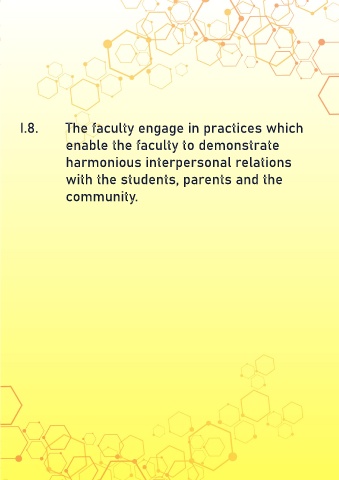 I.8. The faculty engage in practices which
enable the faculty to demonstrate
harmonious interpersonal relations
with the students, parents and the
community.